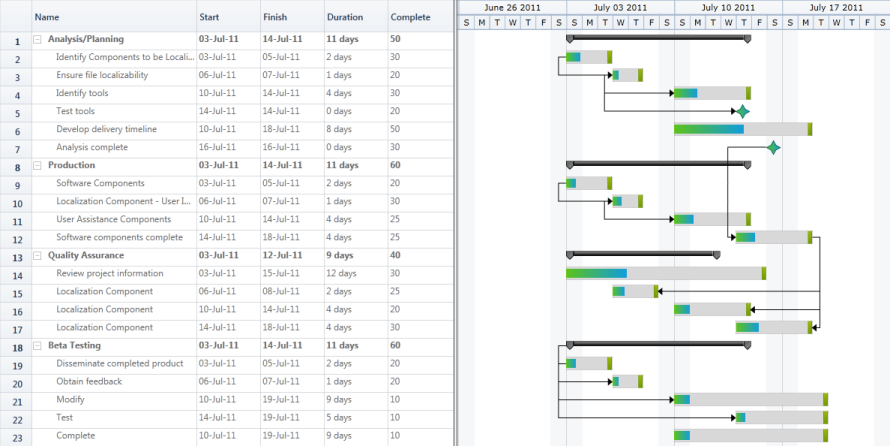 Name Start Finish Duration Complete
June 26 2011 July 03 2011 July 10 2011 July 17 2011
S M T W T F S S M T W T F S S M T W T F S S M T W T F S
1 Analysis/Planning 03-Jul-11 14-Jul-11 11 days 50
2 Identify Components to be Locali... 03-Jul-11 05-Jul-11 2 days 30
3 Ensure file localizability 06-Jul-11 07-Jul-11 1 days 20
4 Identify tools 10-Jul-11 14-Jul-11 4 days 30
5 Test tools 14-Jul-11 14-Jul-11 0 days 20
6 Develop delivery timeline 10-Jul-11 18-Jul-11 8 days 50
7 Analysis complete 16-Jul-11 16-Jul-11 0 days 30
8 Production 03-Jul-11 14-Jul-11 11 days 60
9 Software Components 03-Jul-11 05-Jul-11 2 days 20
10 Localization Component - User I... 06-Jul-11 07-Jul-11 1 days 30
11 User Assistance Components 10-Jul-11 14-Jul-11 4 days 25
12 Software components complete 14-Jul-11 18-Jul-11 4 days 25
13 Quality Assurance 03-Jul-11 12-Jul-11 9 days 40
14 Review project information 03-Jul-11 15-Jul-11 12 days 30
15 Localization Component 06-Jul-11 08-Jul-11 2 days 25
16 Localization Component 10-Jul-11 14-Jul-11 4 days 20
17 Localization Component 14-Jul-11 18-Jul-11 4 days 30
18 Beta Testing 03-Jul-11 14-Jul-11 11 days 60
19 Disseminate completed product 03-Jul-11 05-Jul-11 2 days 20
20 Obtain feedback 06-Jul-11 07-Jul-11 1 days 20
21 Modify 10-Jul-11 19-Jul-11 9 days 10
22 Test 14-Jul-11 19-Jul-11 5 days 10
23 Complete 10-Jul-11 19-Jul-11 9 days 10